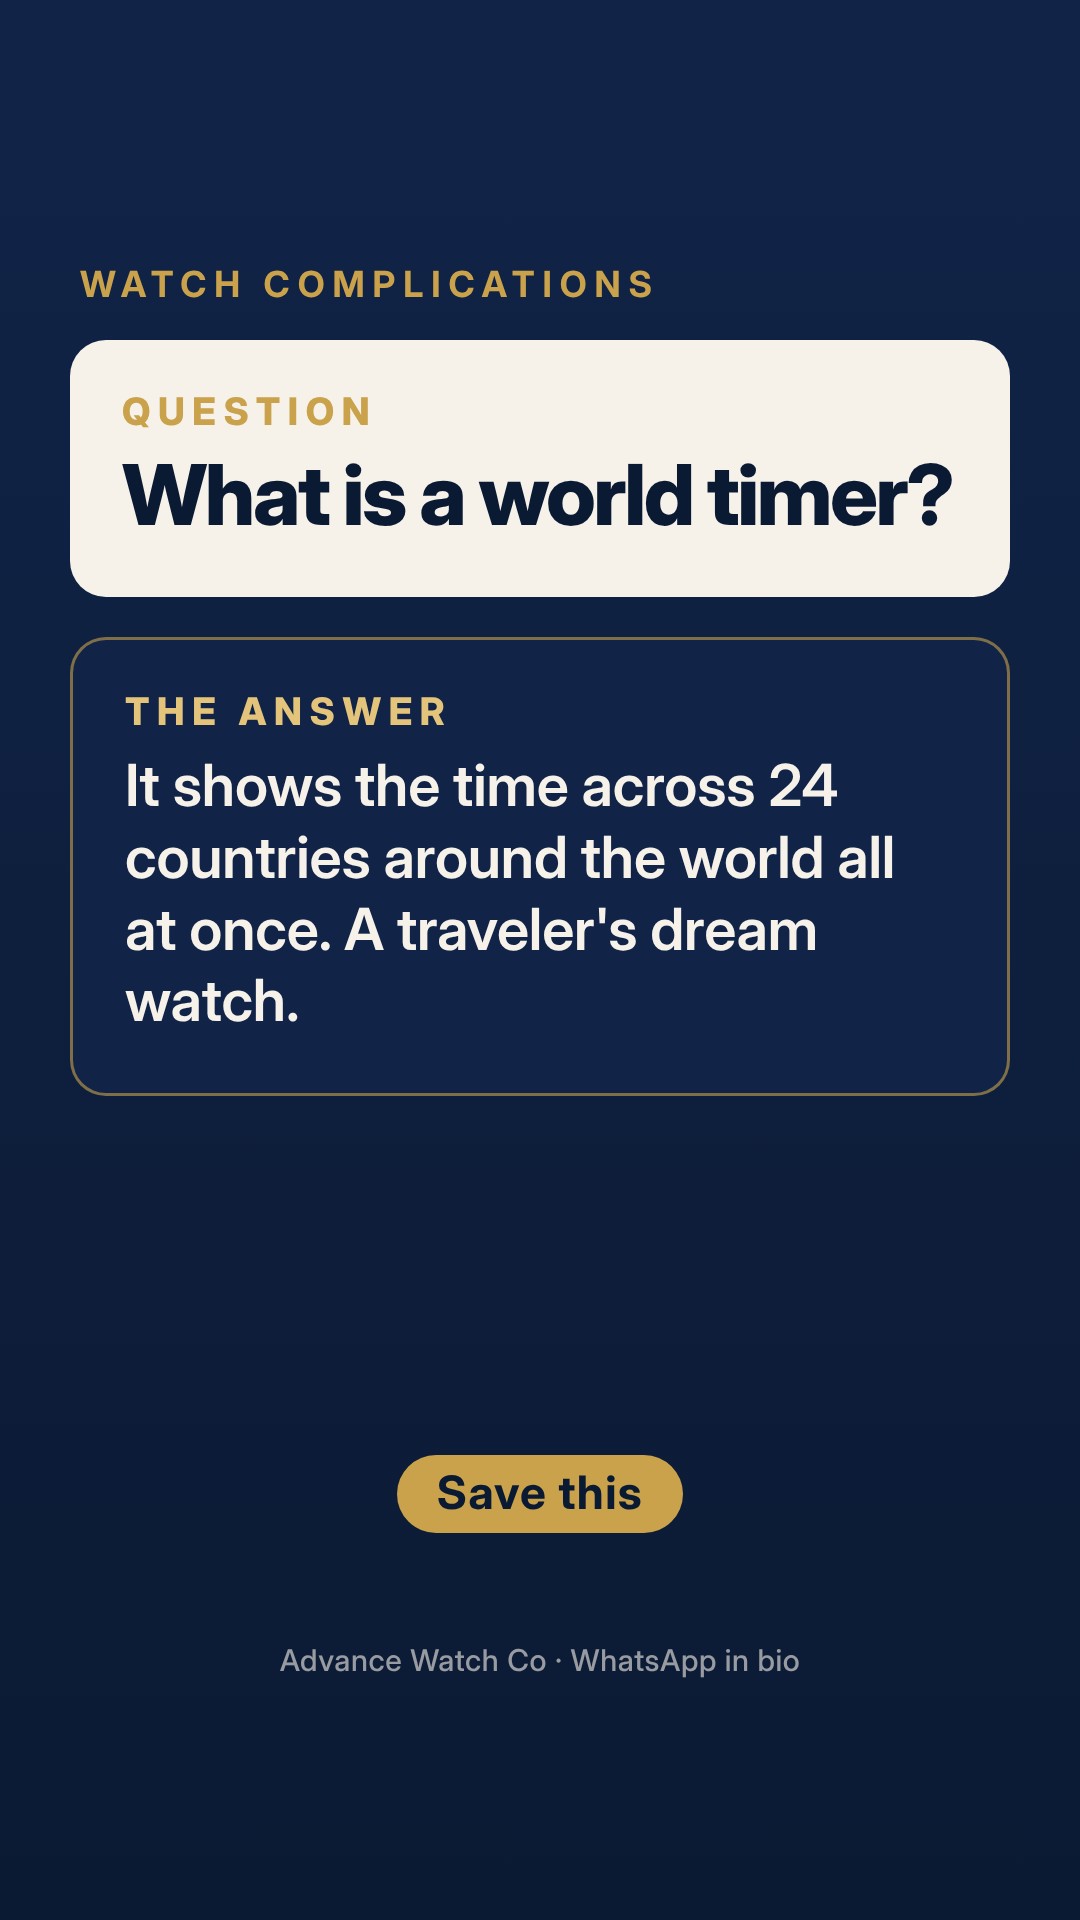 WATCH COMPLICATIONS
QUESTION
What is a world timer?
THE ANSWER
It shows the time across 24
countries around the world all
at once. A traveler's dream
watch.
Save this
Advance Watch Co · WhatsApp in bio